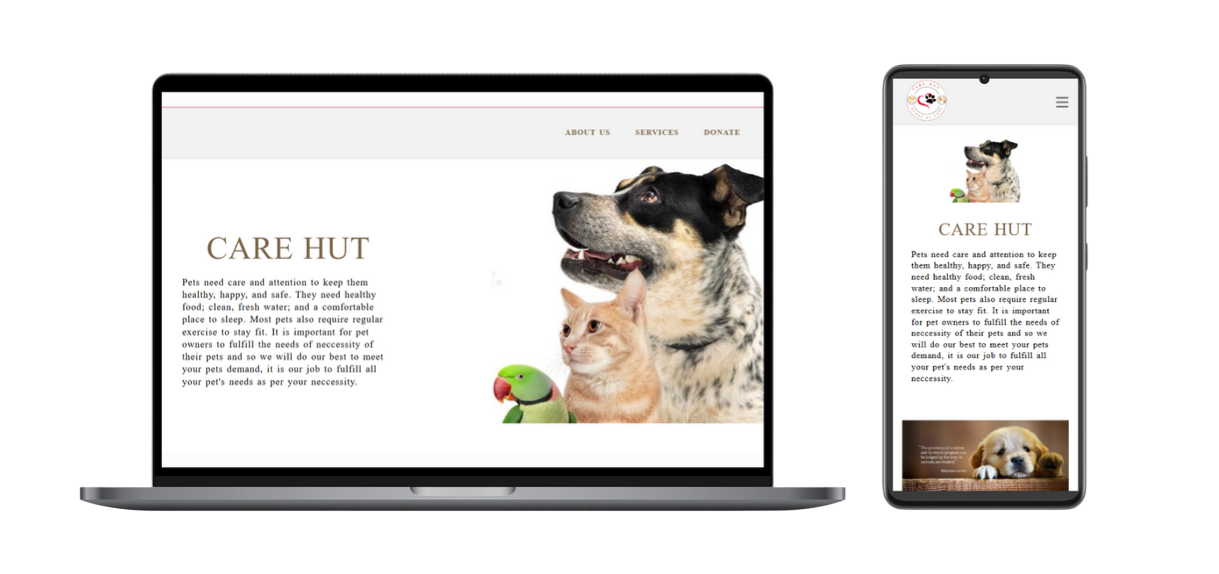 ABOUT US
SERVICES
DONATE
CARE HUT
Pets need care and attention to keep them
healthy, happy, and safe. They need healthy
food; clean, fresh water; and a comfortable
place to sleep. Most pets also require regular
exercise to stay fit. It is important for pet
owners to fulfill the needs of neccessity of
their pets and so we will do our best to meet
your pets demand, it is our job to fulfill all
your pet's needs as per your neccessity.
CARE HUT
Pets need care and attention to keep
them healthy, happy, and safe. They
need healthy food; clean, fresh
water; and a comfortable place to
sleep. Most pets also require regular
exercise to stay fit. It is important
for pet owners to fulfill the needs of
neccessity of their pets and so we
will do our best to meet your pets
demand, it is our job to fulfill all
your pet's needs as per your
neccessity.